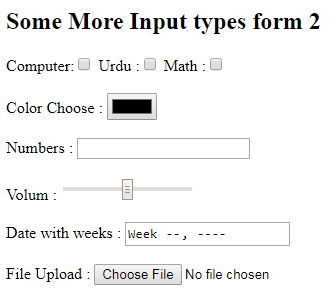 Some More Input types form 2
Computer: Urdu : Math :
Color Choose :
Numbers :
Volum :
Date with weeks : Week --, ----
File Upload : Choose File No file chosen